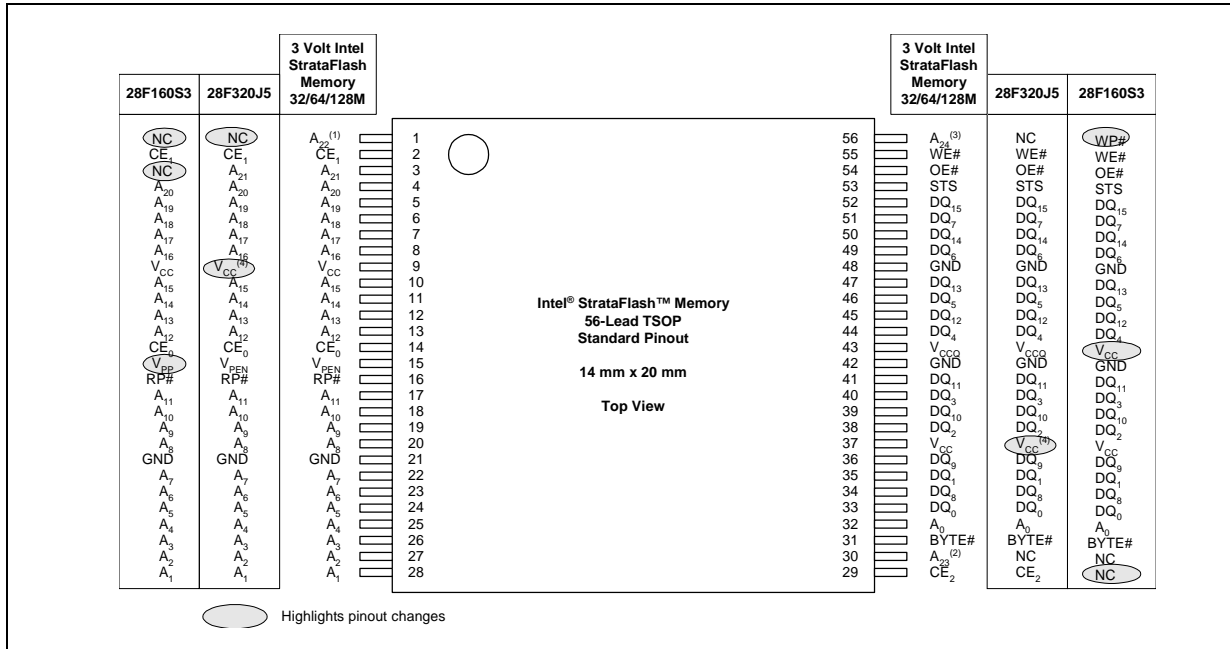 3 Volt Intel
StrataFlash
Memory
32/64/128M
28F160S3 28F320J5
3 Volt Intel
StrataFlash
Memory
32/64/128M
28F320J5 28F160S3
NC NC A22(1) 1 56 A24(3) NC WP#
CE1 CE1 CE1 2 55 WE# WE# WE#
NC A21 A21 3 54 OE# OE# OE#
A20 A20 A20 4 53 STS STS STS
A19 A19 A19 5 52 DQ15 DQ15 DQ15
A18 A18 A18 6 51 DQ7 DQ7 DQ7
A17 A17 A17 7 50 DQ14 DQ14 DQ14
A16 A16 A16 8 49 DQ6 DQ6 DQ6
VCC VCC(4) VCC 9 48 GND GND GND
A15 A15 A15 10 47 DQ13 DQ13 DQ13
A14 A14 A14 11 46 DQ5 DQ5 DQ5
A13 A13 A13 12 45 DQ12 DQ12 DQ12
A12 A12 A12 13 44 DQ4 DQ4 DQ4
CE0 CE0 CE0 14 43 VCCQ VCCQ VCC
VPP VPEN VPEN 15 42 GND GND GND
RP# RP# RP# 16 41 DQ11 DQ11 DQ11
A11 A11 A11 17 40 DQ3 DQ3 DQ3
A10 A10 A10 18 39 DQ10 DQ10 DQ10
A9 A9 A9 19 38 DQ2 DQ2 DQ2
A8 A8 A8 20 37 VCC VCC(4) VCC
GND GND GND 21 36 DQ9 DQ9 DQ9
A7 A7 A7 22 35 DQ1 DQ1 DQ1
A6 A6 A6 23 34 DQ8 DQ8 DQ8
A5 A5 A5 24 33 DQ0 DQ0 DQ0
A4 A4 A4 25 32 A0 A0 A0
A3 A3 A3 26 31 BYTE# BYTE# BYTE#
A2 A2 A2 27 30 A23(2) NC NC
A1 A1 A1 28 29 CE2 CE2 NC
Intel® StrataFlash™ Memory
56-Lead TSOP
Standard Pinout
14 mm x 20 mm
Top View
Highlights pinout changes